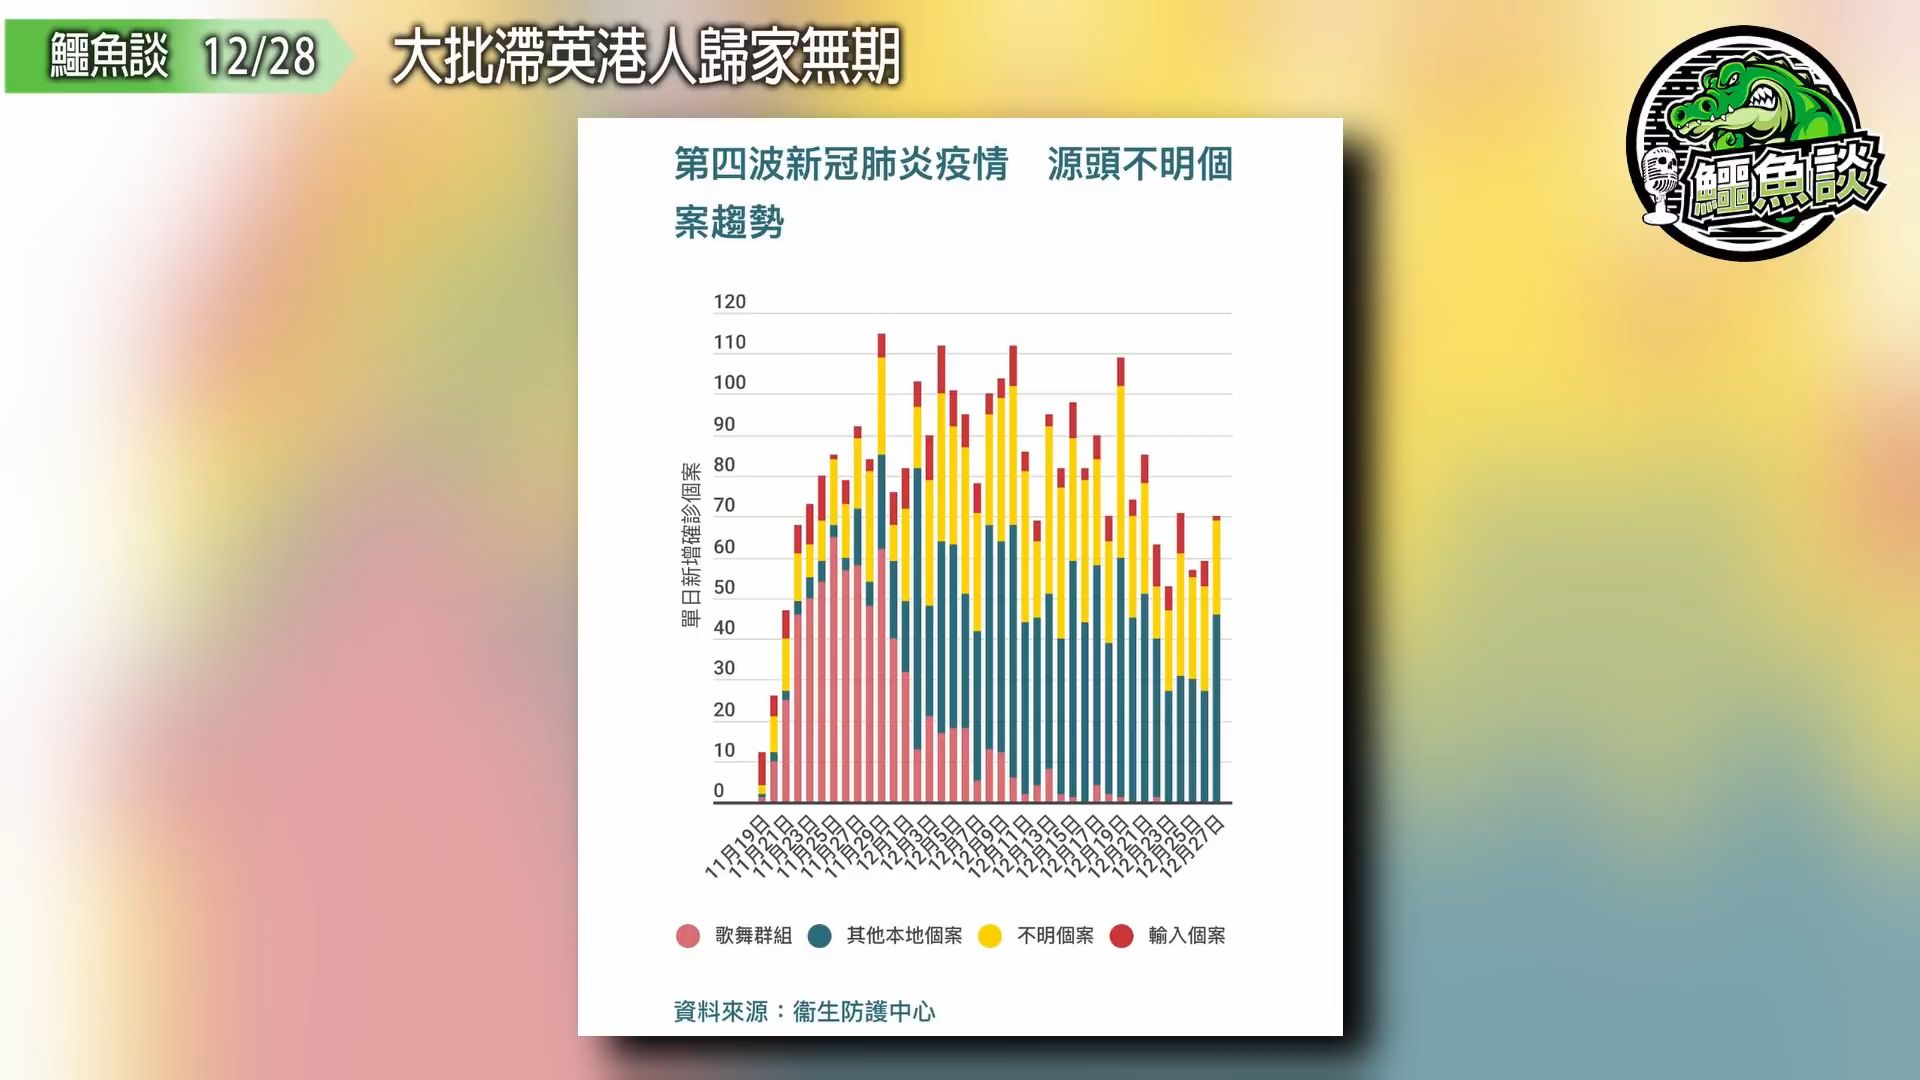 鱷魚談 12/28 大批滯英港人歸家無期
鱷魚談
第四波新冠肺炎疫情 源頭不明個
案趨勢
單日新增確診個案
120
110
100
90
80
70
60
50
40
30
20
10
0
11月19日
11月21日
11月23日
11月25日
11月27日
11月29日
12月1日
12月3日
12月5日
12月7日
12月9日
12月11日
12月13日
12月15日
12月17日
12月19日
12月21日
12月23日
12月25日
12月27日
歌舞群組 其他本地個案 不明個案 輸入個案
資料來源：衞生防護中心